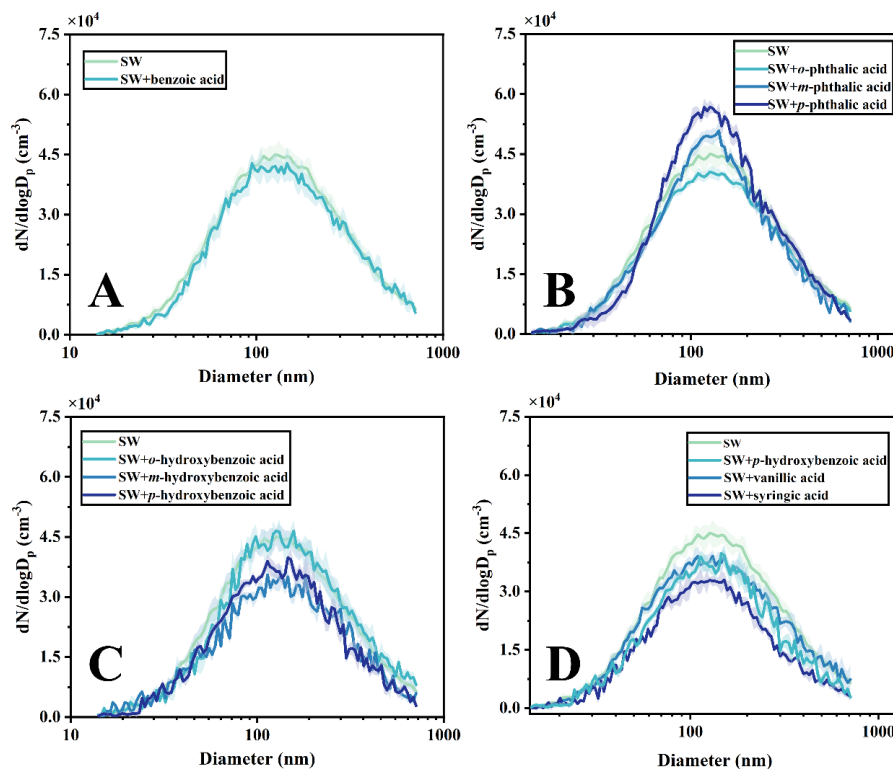 ×10⁴
SW
SW+benzoic acid
dN/dlogDₚ (cm⁻³)
7.5
6.0
4.5
3.0
1.5
0.0
A
10
100
1000
Diameter (nm)
×10⁴
SW
SW+o-phthalic acid
SW+m-phthalic acid
SW+p-phthalic acid
dN/dlogDₚ (cm⁻³)
7.5
6.0
4.5
3.0
1.5
0.0
B
100
1000
Diameter (nm)
×10⁴
SW
SW+o-hydroxybenzoic acid
SW+m-hydroxybenzoic acid
SW+p-hydroxybenzoic acid
dN/dlogDₚ (cm⁻³)
7.5
6.0
4.5
3.0
1.5
0.0
C
10
100
1000
Diameter (nm)
×10⁴
SW
SW+p-hydroxybenzoic acid
SW+vanillic acid
SW+syringic acid
dN/dlogDₚ (cm⁻³)
7.5
6.0
4.5
3.0
1.5
0.0
D
100
1000
Diameter (nm)